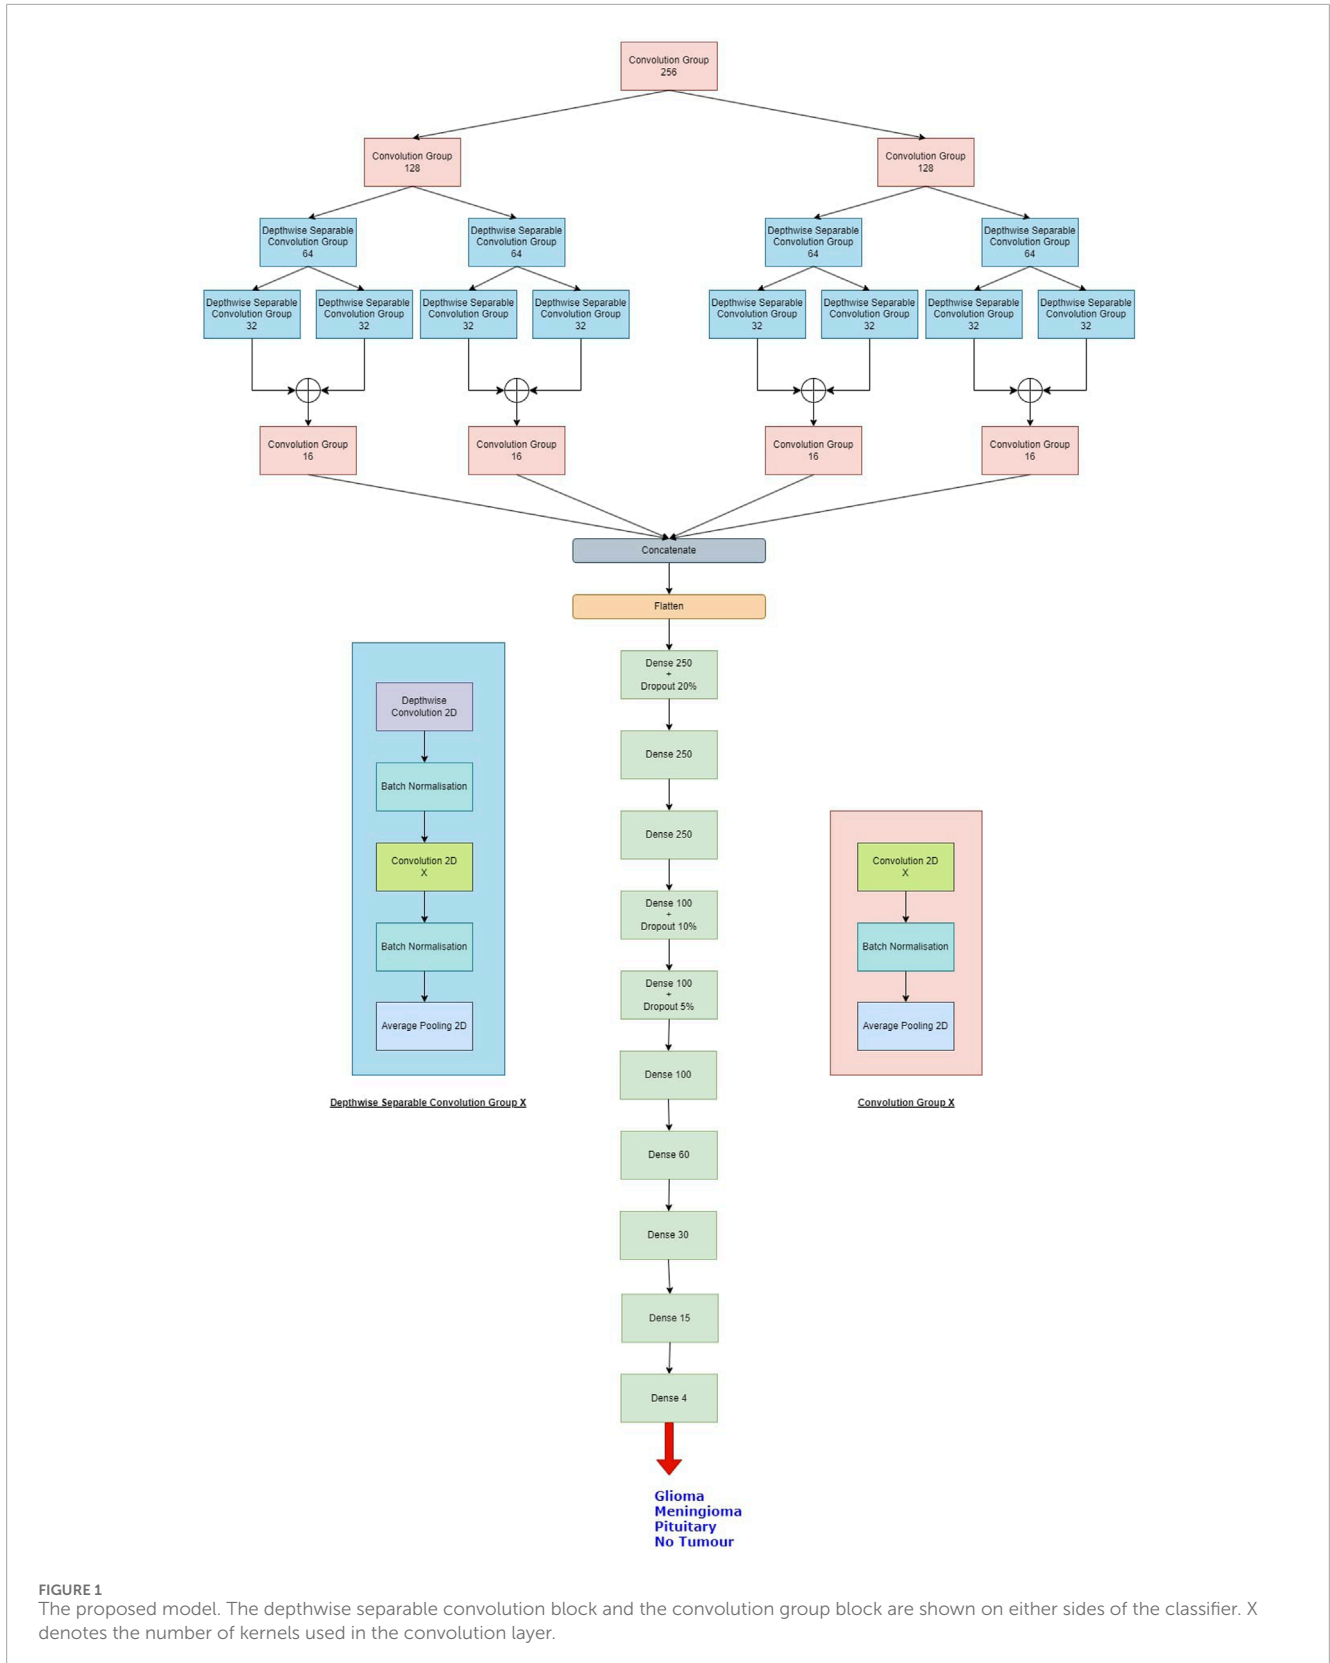 Convolution Group
256
Convolution Group
128
Convolution Group
128
Depthwise Separable
Convolution Group
64
Depthwise Separable
Convolution Group
64
Depthwise Separable
Convolution Group
64
Depthwise Separable
Convolution Group
64
Depthwise Separable
Convolution Group
32
Depthwise Separable
Convolution Group
32
Depthwise Separable
Convolution Group
32
Depthwise Separable
Convolution Group
32
Depthwise Separable
Convolution Group
32
Depthwise Separable
Convolution Group
32
Depthwise Separable
Convolution Group
32
Depthwise Separable
Convolution Group
32
Convolution Group
16
Convolution Group
16
Convolution Group
16
Convolution Group
16
Concatenate
Flatten
Depthwise
Convolution 2D
Batch Normalisation
Convolution 2D
X
Batch Normalisation
Average Pooling 2D
Depthwise Separable Convolution Group X
Dense 250
+
Dropout 20%
Dense 250
Dense 250
Dense 100
+
Dropout 10%
Dense 100
+
Dropout 5%
Dense 100
Dense 60
Dense 30
Dense 15
Dense 4
Convolution 2D
X
Batch Normalisation
Average Pooling 2D
Convolution Group X
Glioma
Meningioma
Pituitary
No Tumour
FIGURE 1
The proposed model. The depthwise separable convolution block and the convolution group block are shown on either sides of the classifier. X
denotes the number of kernels used in the convolution layer.